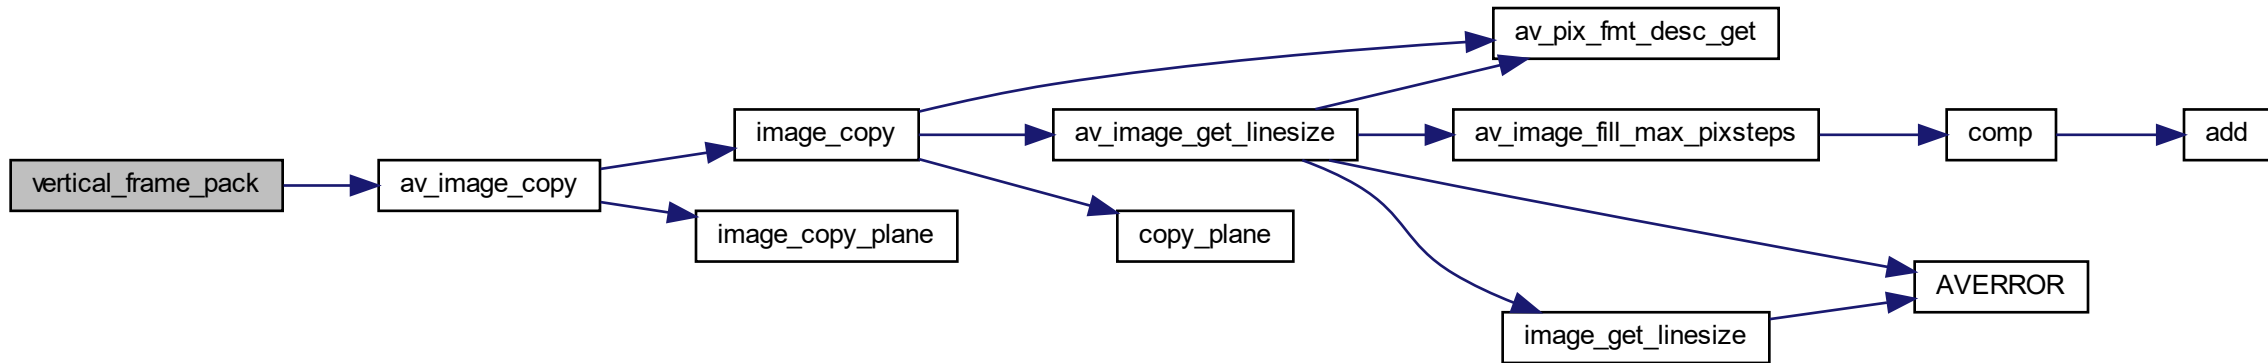 av_pix_fmt_desc_get
image_copy
av_image_get_linesize
av_image_fill_max_pixsteps
comp
add
vertical_frame_pack
av_image_copy
image_copy_plane
copy_plane
AVERROR
image_get_linesize